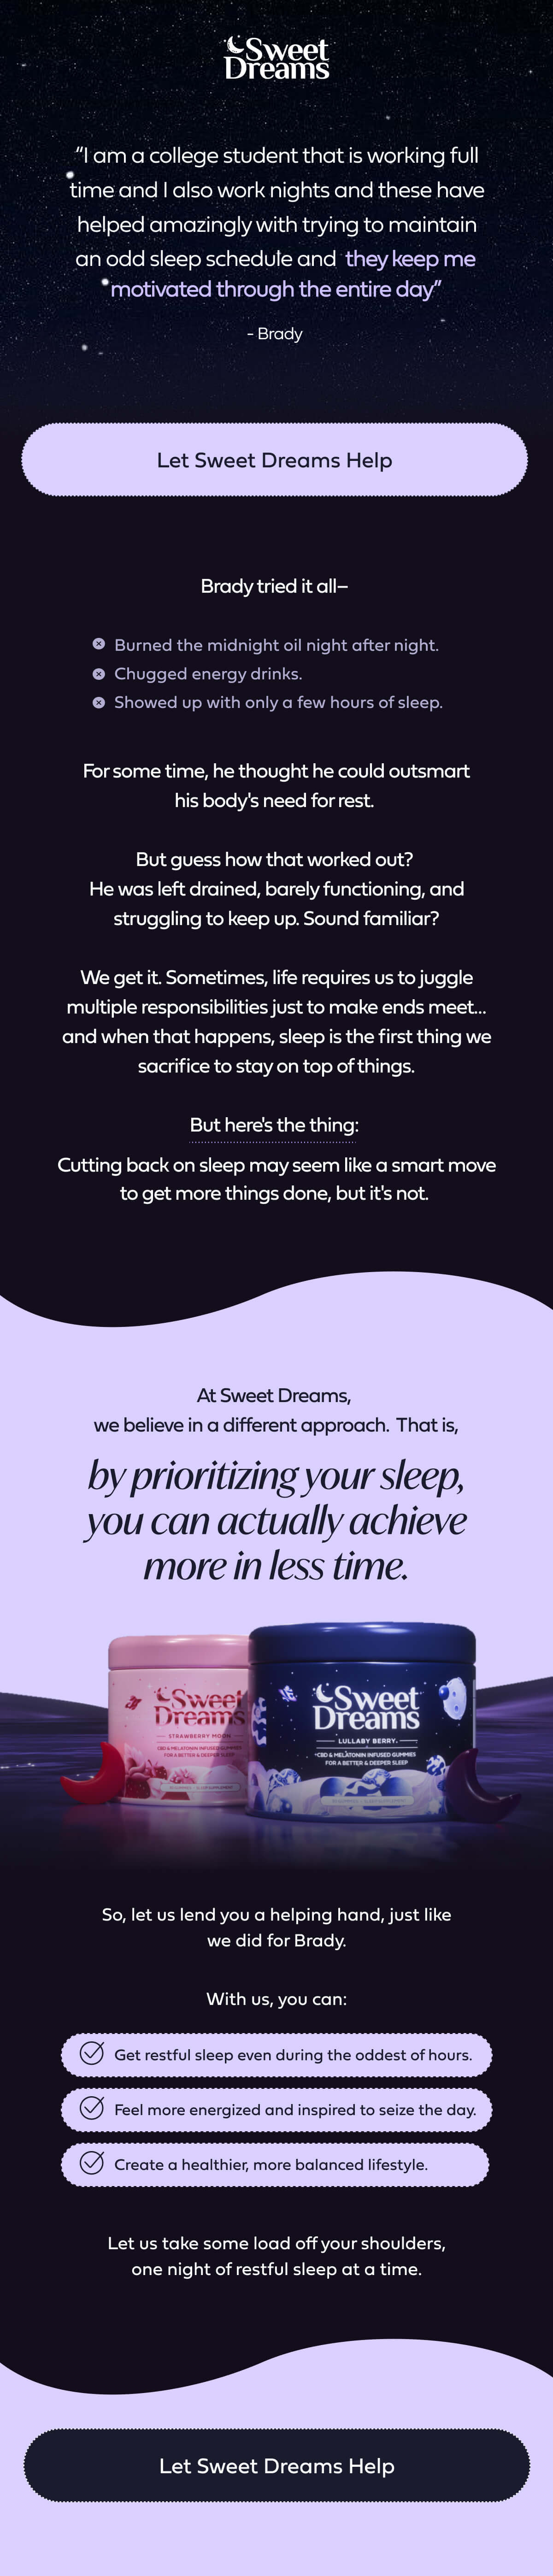 Sweet
Dreams
“I am a college student that is working full
time and I also work nights and these have
helped amazingly with trying to maintain
an odd sleep schedule and they keep me
motivated through the entire day”
- Brady
Let Sweet Dreams Help
Brady tried it all–
Burned the midnight oil night after night.
Chugged energy drinks.
Showed up with only a few hours of sleep.
For some time, he thought he could outsmart
his body's need for rest.
But guess how that worked out?
He was left drained, barely functioning, and
struggling to keep up. Sound familiar?
We get it. Sometimes, life requires us to juggle
multiple responsibilities just to make ends meet...
and when that happens, sleep is the first thing we
sacrifice to stay on top of things.
But here's the thing:
Cutting back on sleep may seem like a smart move
to get more things done, but it's not.
At Sweet Dreams,
we believe in a different approach. That is,
by prioritizing your sleep,
you can actually achieve
more in less time.
Sweet
Dreams
STRAWBERRY MOON
CBD & MELATONIN INFUSED GUMMIES
FOR A BETTER & DEEPER SLEEP
Sweet
Dreams
LULLABY BERRY
CBD & MELATONIN INFUSED GUMMIES
FOR A BETTER & DEEPER SLEEP
So, let us lend you a helping hand, just like
we did for Brady.
With us, you can:
Get restful sleep even during the oddest of hours.
Feel more energized and inspired to seize the day.
Create a healthier, more balanced lifestyle.
Let us take some load off your shoulders,
one night of restful sleep at a time.
Let Sweet Dreams Help